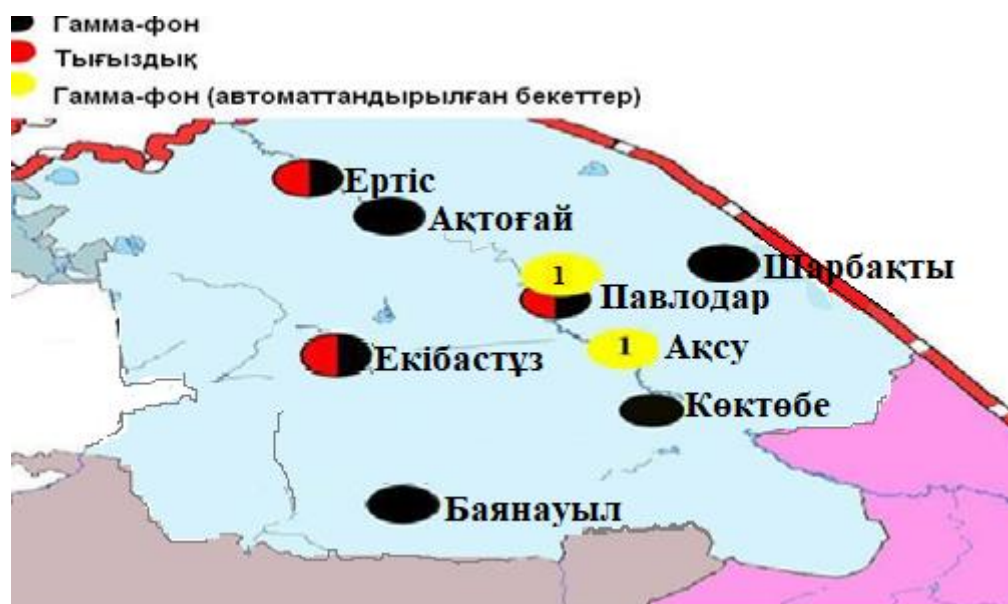 Гамма-фон
Тығыздық
Гамма-фон (автоматтандырылған бекеттер)
Ертіс
Ақтоғай
Шарбақты
1
Павлодар
1
Ақсу
Екібастұз
Көктөбе
Баянауыл